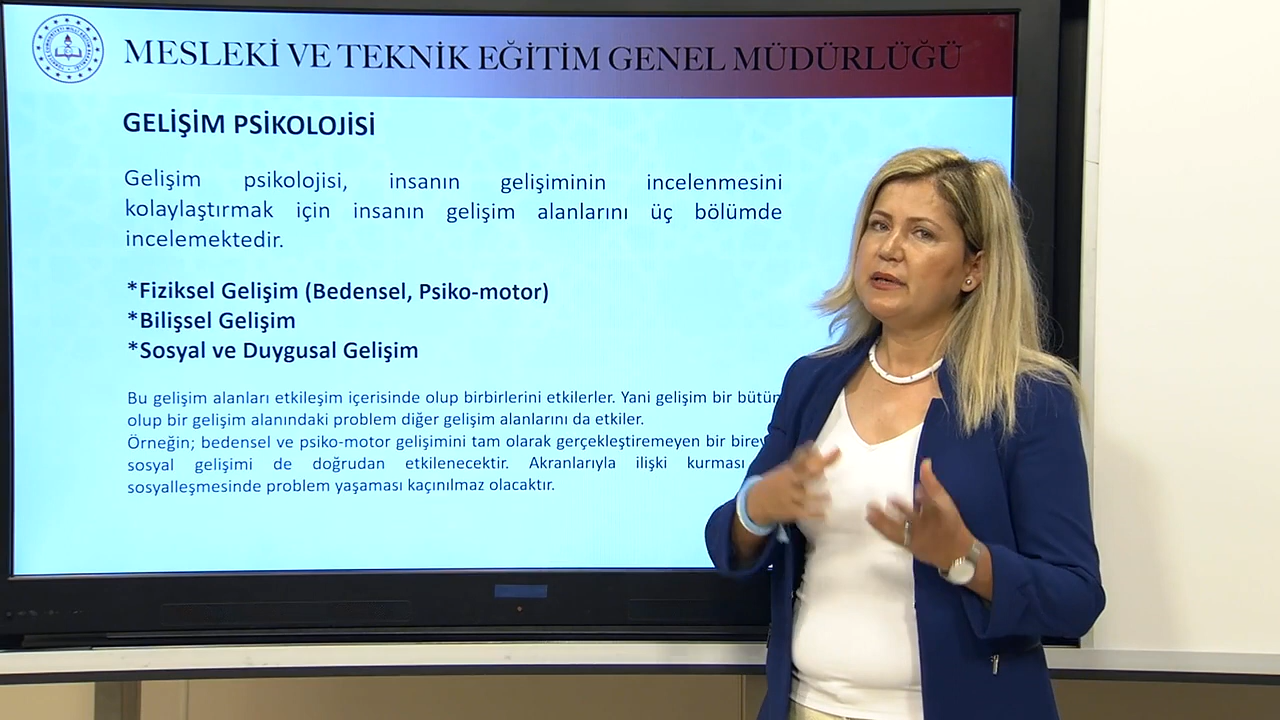 MESLEKİ VE TEKNİK EĞİTİM GENEL MÜDÜRLÜĞÜ
GELİŞİM PSİKOLOJİSİ
Gelişim psikolojisi, insanın gelişiminin incelenmesini
kolaylaştırmak için insanın gelişim alanlarını üç bölümde
incelemektedir.
*Fiziksel Gelişim (Bedensel, Psiko-motor)
*Bilişsel Gelişim
*Sosyal ve Duygusal Gelişim
Bu gelişim alanları etkileşim içerisinde olup birbirlerini etkilerler. Yani gelişim bir bütün
olup bir gelişim alanındaki problem diğer gelişim alanlarını da etkiler.
Örneğin; bedensel ve psiko-motor gelişimini tam olarak gerçekleştiremeyen bir
sosyal gelişimi de doğrudan etkilenecektir. Akranlarıyla ilişki kurması
sosyalleşmesinde problem yaşaması kaçınılmaz olacaktır.